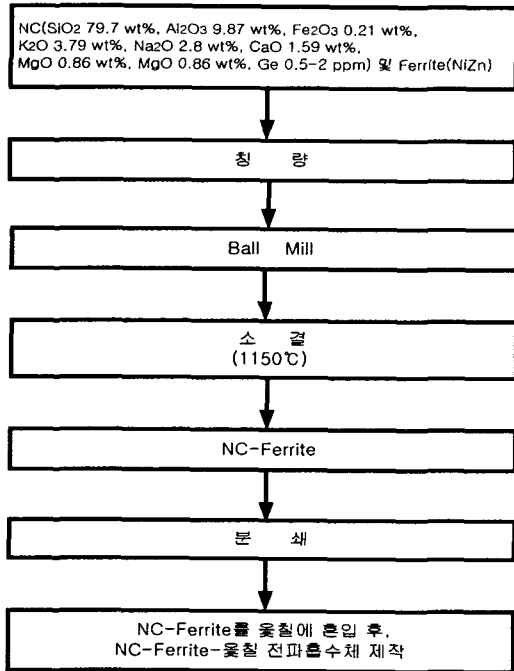 NC(SiO2 79.7 wt%, Al2O3 9.87 wt%, Fe2O3 0.21 wt%,
K2O 3.79 wt%, Na2O 2.8 wt%, CaO 1.59 wt%,
MgO 0.86 wt%, MgO 0.86 wt%, Ge 0.5-2 ppm) 및 Ferrite(NiZn)
칭 량
Ball Mill
소 결
(1150℃)
NC-Ferrite
분 쇄
NC-Ferrite를 옻칠에 혼입 후,
NC-Ferrite-옻칠 전파흡수체 제작